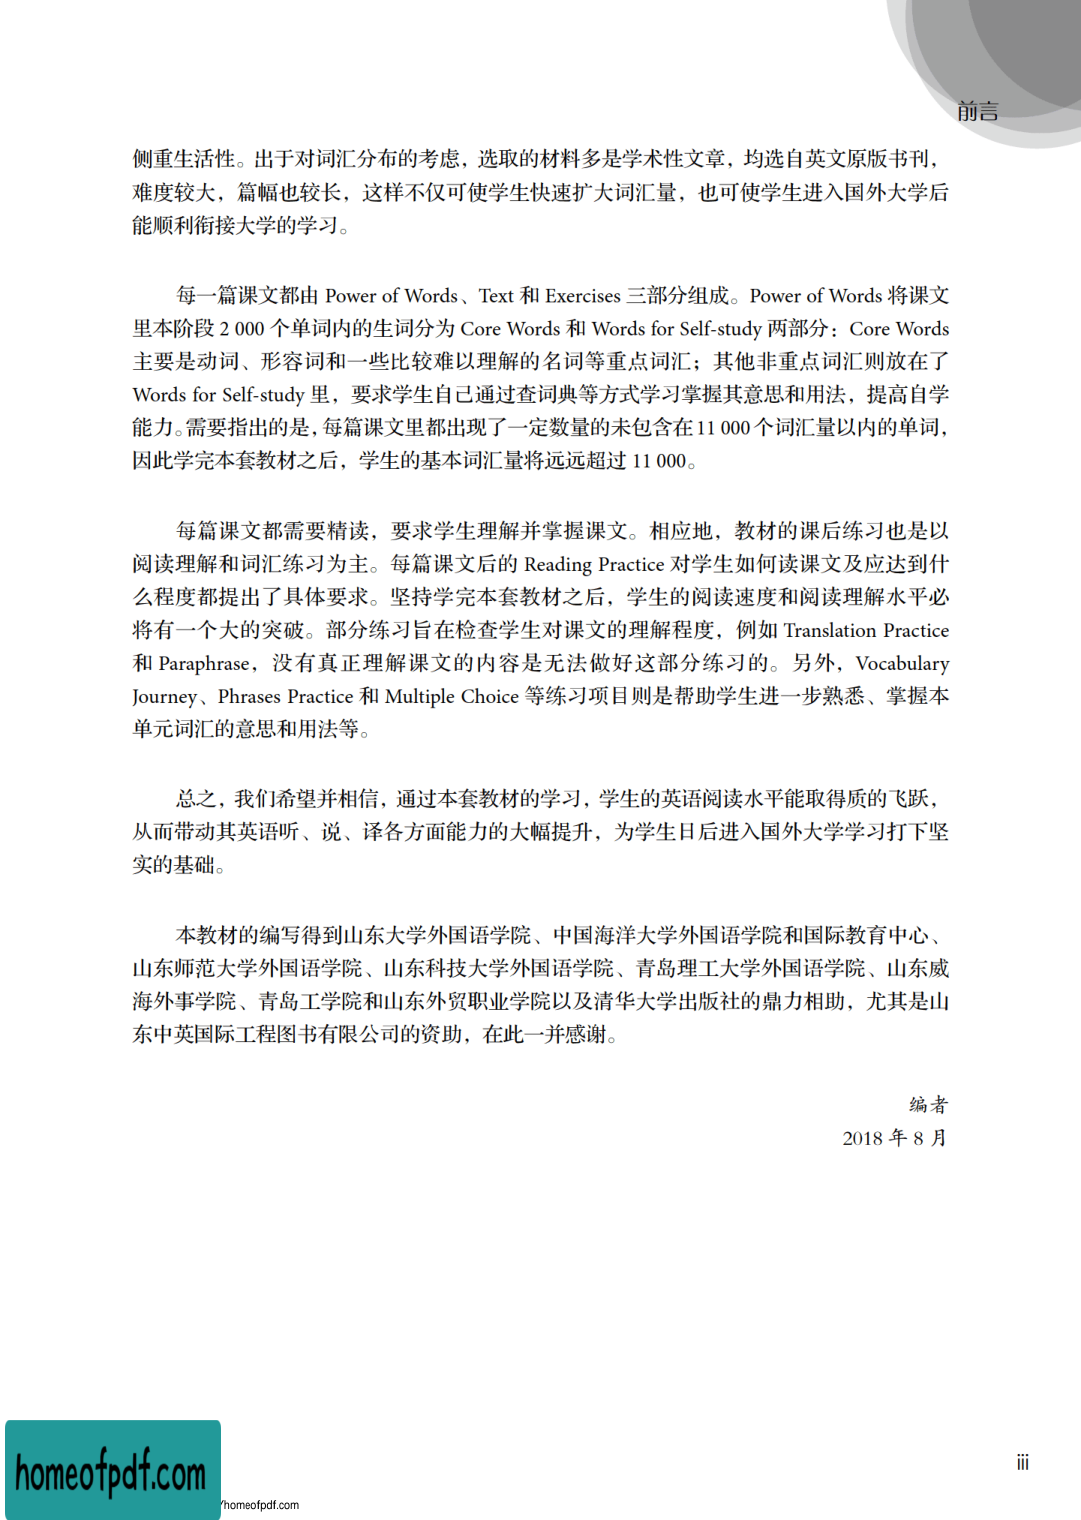 前言
侧重生活性。出于对词汇分布的考虑，选取的材料多是学术性文章，均选自英文原版书刊，
难度较大，篇幅也较长，这样不仅可使学生快速扩大词汇量，也可使学生进入国外大学后
能顺利衔接大学的学习。
每一篇课文都由 Power of Words、Text 和 Exercises 三部分组成。Power of Words 将课文
里本阶段 2 000 个单词内的生词分为 Core Words 和 Words for Self-study 两部分：Core Words
主要是动词、形容词和一些比较难以理解的名词等重点词汇；其他非重点词汇则放在了
Words for Self-study 里，要求学生自己通过查词典等方式学习掌握其意思和用法，提高自学
能力。需要指出的是，每篇课文里都出现了一定数量的未包含在 11 000 个词汇量以内的单词，
因此学完本套教材之后，学生的基本词汇量将远远超过 11 000。
每篇课文都需要精读，要求学生理解并掌握课文。相应地，教材的课后练习也是以
阅读理解和词汇练习为主。每篇课文后的 Reading Practice 对学生如何读课文及应达到什
么程度都提出了具体要求。坚持学完本套教材之后，学生的阅读速度和阅读理解水平必
将有一个大的突破。部分练习旨在检查学生对课文的理解程度，例如 Translation Practice
和 Paraphrase，没有真正理解课文的内容是无法做好这部分练习的。另外，Vocabulary
Journey、Phrases Practice 和 Multiple Choice 等练习项目则是帮助学生进一步熟悉、掌握本
单元词汇的意思和用法等。
总之，我们希望并相信，通过本套教材的学习，学生的英语阅读水平能取得质的飞跃，
从而带动其英语听、说、译各方面能力的大幅提升，为学生日后进入国外大学学习打下坚
实的基础。
本教材的编写得到山东大学外国语学院、中国海洋大学外国语学院和国际教育中心、
山东师范大学外国语学院、山东科技大学外国语学院、青岛理工大学外国语学院、山东威
海外事学院、青岛工学院和山东外贸职业学院以及清华大学出版社的鼎力相助，尤其是山
东中英国际工程图书有限公司的资助，在此一并感谢。
编者
2018 年 8 月
iii
homeofpdf.com
/homeofpdf.com